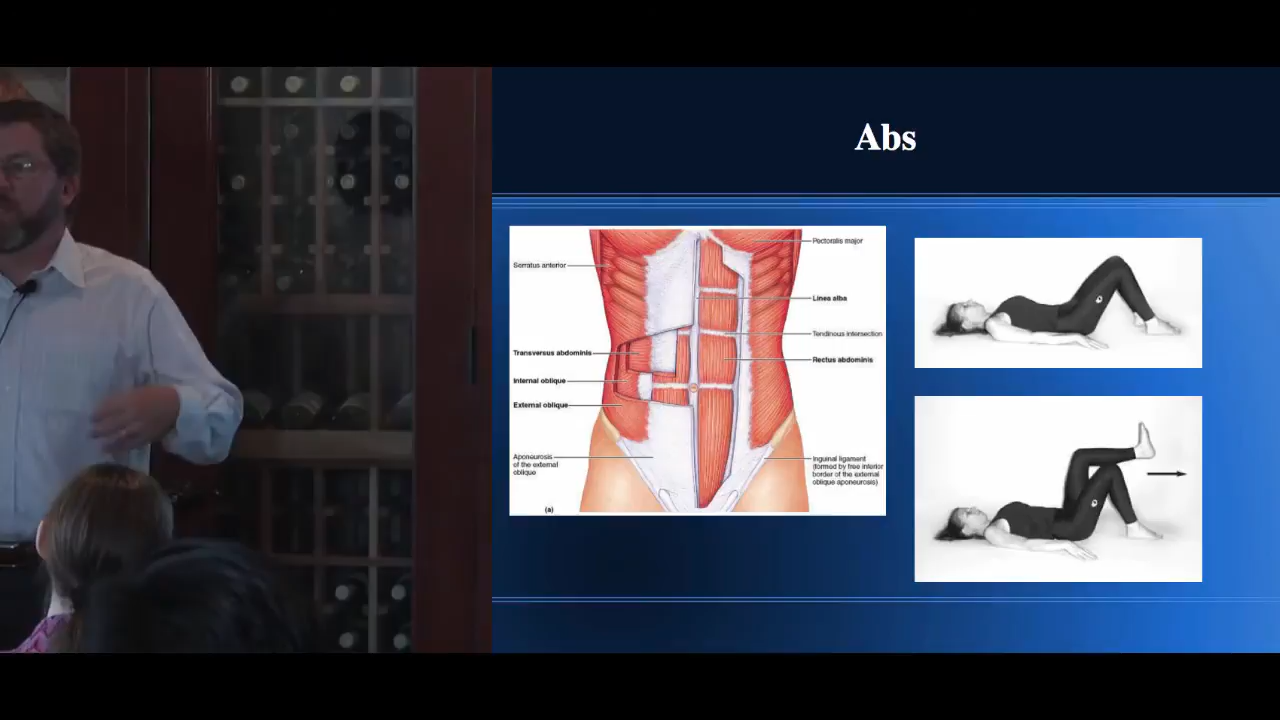 Abs
Serratus anterior
Transversus abdominis
Internal oblique
External oblique
Aponeurosis
of the external
oblique
(a)
Pectoralis major
Linea alba
Tendinous intersection
Rectus abdominis
Inguinal ligament
(formed by free inferior
border of the external
oblique aponeurosis)